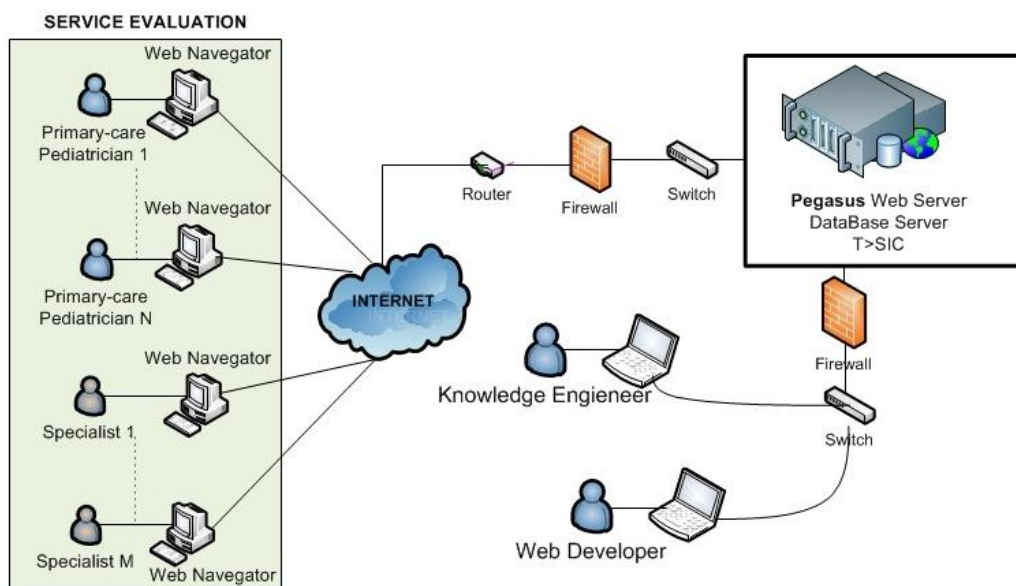 SERVICE EVALUATION
Web Navegator
Primary-care
Pediatrician 1
Web Navegator
Primary-care
Pediatrician N
Web Navegator
Specialist 1
Specialist M
Web Navegator
INTERNET
INTERNET
Router
Firewall
Switch
Pegasus Web Server
DataBase Server
T>SIC
Firewall
Switch
Knowledge Engieneer
Web Developer